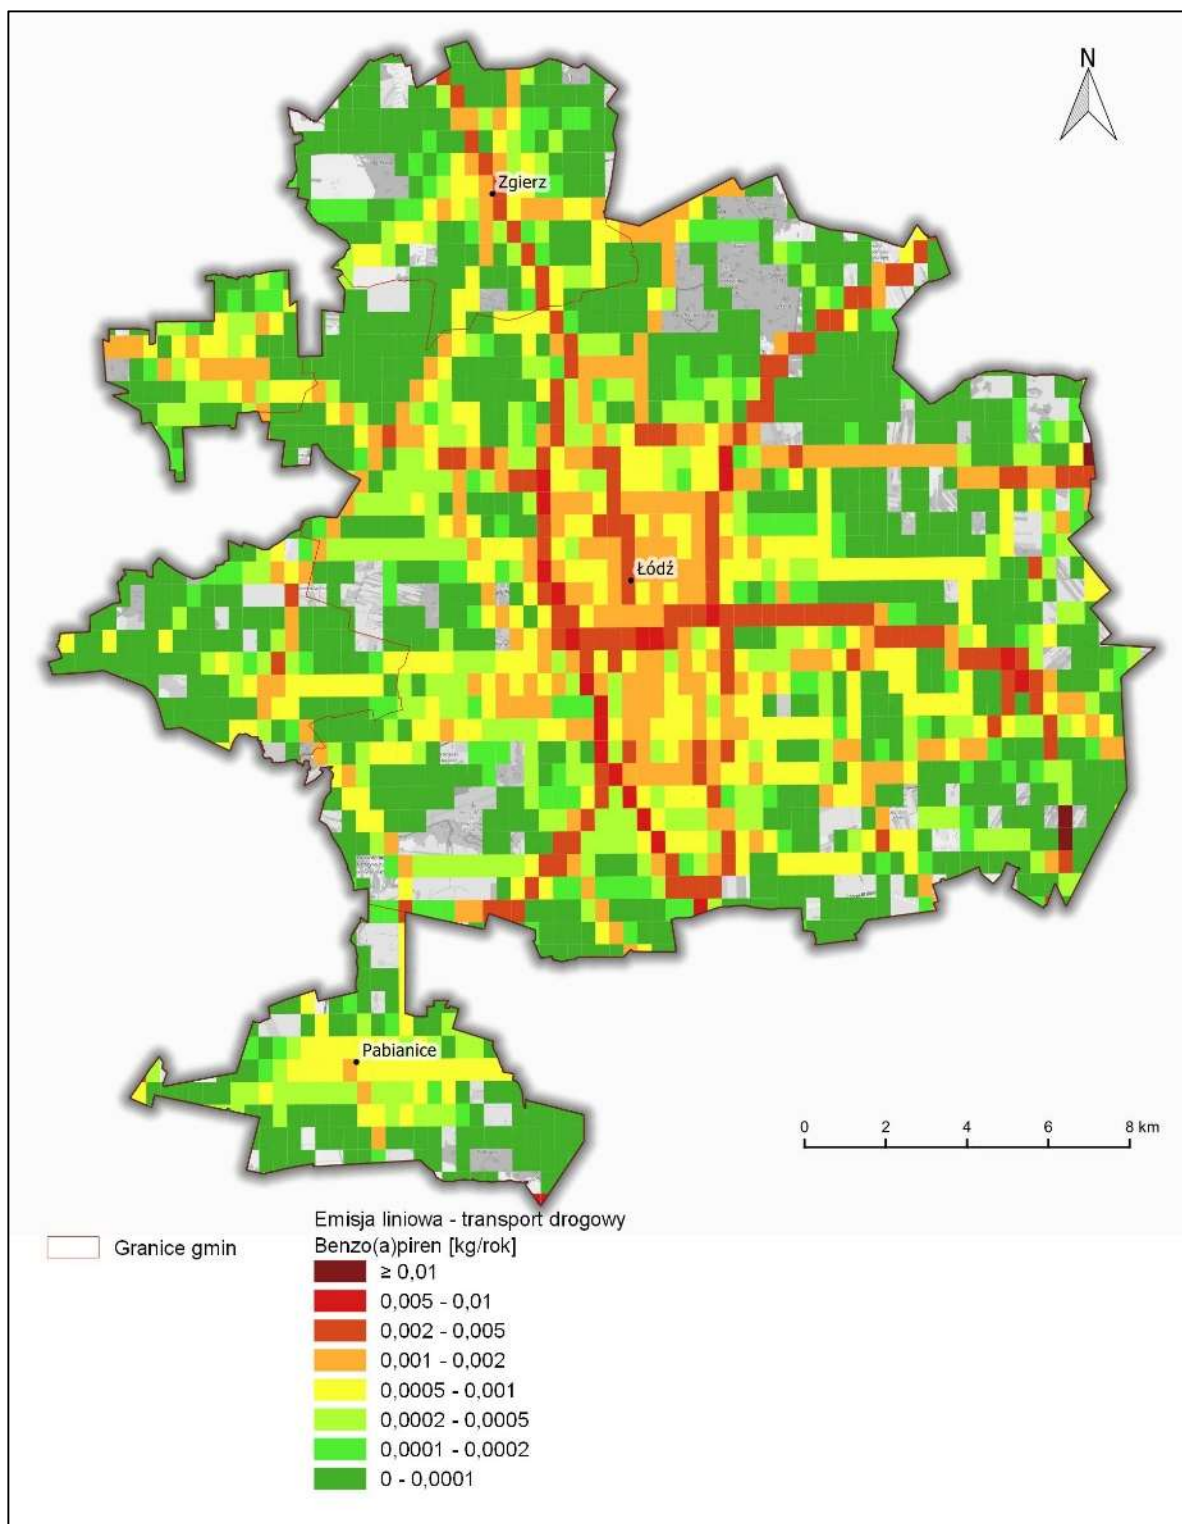 N
Zgierz
Łódź
Pabianice
0 2 4 6 8 km
Emisja liniowa - transport drogowy
Granice gmin
Benzo(a)piren [kg/rok]
≥ 0,01
0,005 - 0,01
0,002 - 0,005
0,001 - 0,002
0,0005 - 0,001
0,0002 - 0,0005
0,0001 - 0,0002
0 - 0,0001